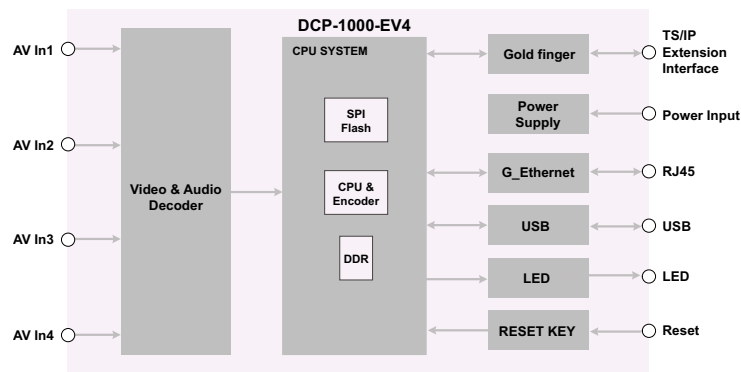 DCP-1000-EV4
AV In1
AV In2
AV In3
AV In4
Video & Audio
Decoder
CPU SYSTEM
SPI
Flash
CPU &
Encoder
DDR
Gold finger
Power
Supply
G_Ethernet
USB
LED
RESET KEY
TS/IP
Extension
Interface
Power Input
RJ45
USB
LED
Reset